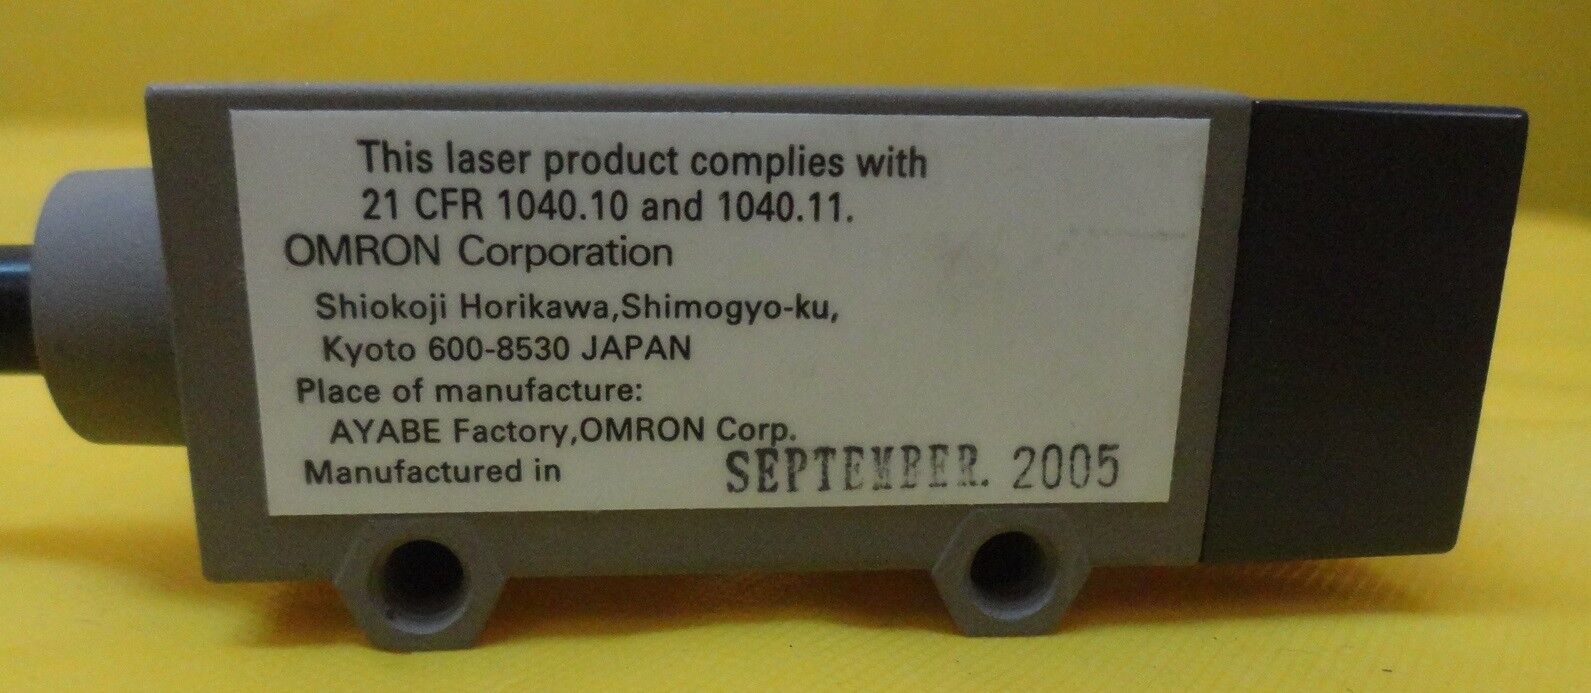 This laser product complies with
21 CFR 1040.10 and 1040.11.
OMRON Corporation
Shiokoji Horikawa,Shimogyo-ku,
Kyoto 600-8530 JAPAN
Place of manufacture:
AYABE Factory,OMRON Corp.
Manufactured in SEPTEMBER. 2005